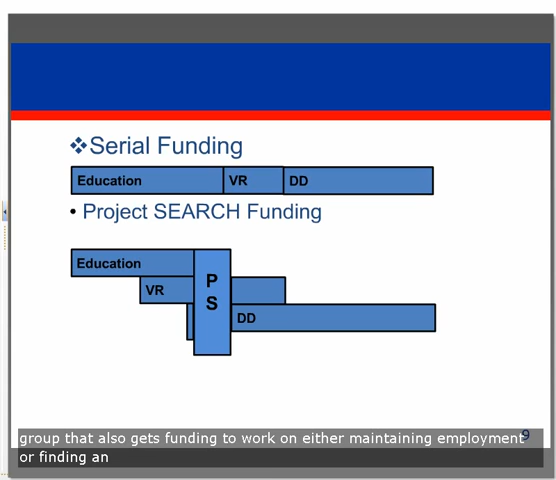 ❖Serial Funding
Education VR DD
• Project SEARCH Funding
Education
P
VR
S
DD
9
group that also gets funding to work on either maintaining employment
or finding an